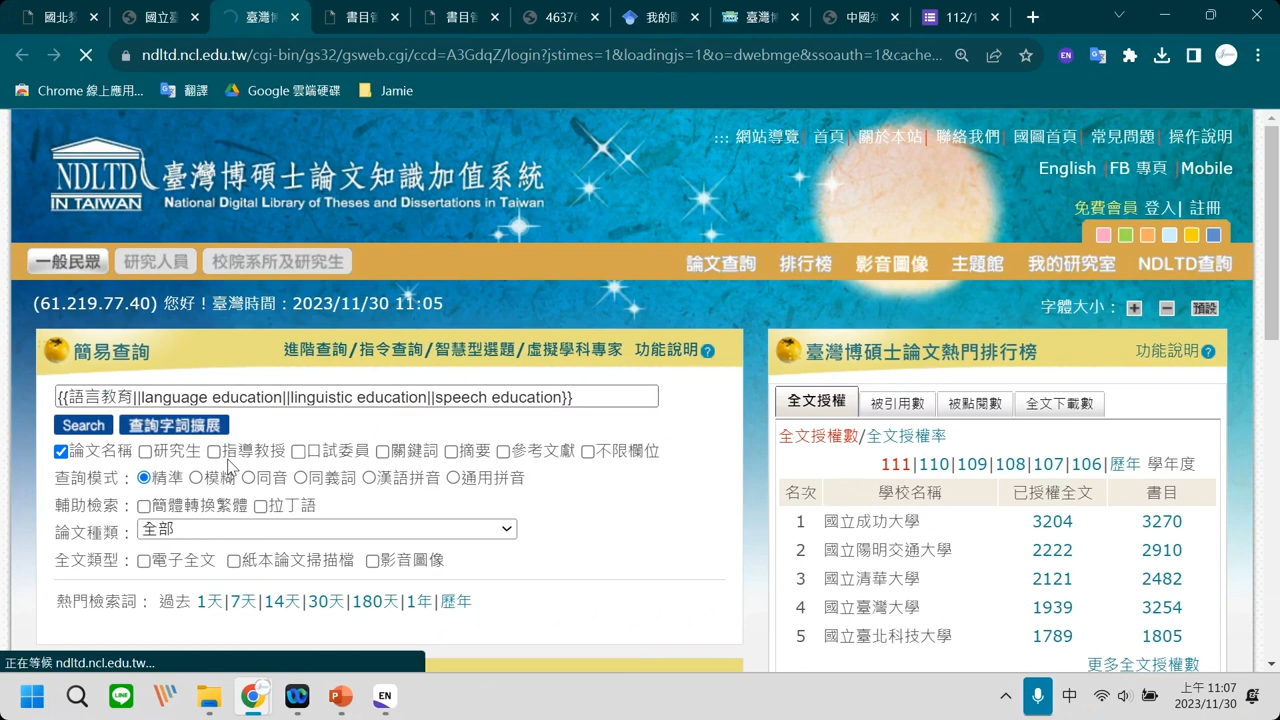 國北
國立臺
臺灣
書目管
書目管
46376
我的圖
臺灣
中國知
112/1
ndltd.ncl.edu.tw/cgi-bin/gs32/gsweb.cgi/ccd=A3GdqZ/login?jstimes=1&loadingjs=1&o=dwebmge&ssoauth=1&cache...
Chrome 線上應用... 翻譯 Google 雲端硬碟 Jamie
::: 網站導覽| 首頁| 關於本站| 聯絡我們| 國圖首頁| 常見問題| 操作說明
English |FB 專頁 |Mobile
NDLTD
IN TAIWAN
臺灣博碩士論文知識加值系統
National Digital Library of Theses and Dissertations in Taiwan
免費會員 登入| 註冊
一般民眾 研究人員 校院系所及研究生
論文查詢 排行榜 影音圖像 主題館 我的研究室 NDLTD查詢
(61.219.77.40) 您好！臺灣時間：2023/11/30 11:05
字體大小： + − 預設
簡易查詢 進階查詢/指令查詢/智慧型選題/虛擬學科專家 功能說明?
{{語言教育||language education||linguistic education||speech education}}
Search 查詢字詞擴展
論文名稱 研究生 指導教授 口試委員 關鍵詞 摘要 參考文獻 不限欄位
查詢模式： 精準 模糊 同音 同義詞 漢語拼音 通用拼音
輔助檢索： 簡體轉換繁體 拉丁語
論文種類： 全部
全文類型： 電子全文 紙本論文掃描檔 影音圖像
熱門檢索詞： 過去 1天|7天|14天|30天|180天|1年|歷年
臺灣博碩士論文熱門排行榜 功能說明?
全文授權 被引用數 被點閱數 全文下載數
全文授權數/全文授權率
111|110|109|108|107|106|歷年 學年度
名次 學校名稱 已授權全文 書目
1 國立成功大學 3204 3270
2 國立陽明交通大學 2222 2910
3 國立清華大學 2121 2482
4 國立臺灣大學 1939 3254
5 國立臺北科技大學 1789 1805
更多全文授權數
正在等候 ndltd.ncl.edu.tw...
LINE
EN
中
上午 11:07
2023/11/30